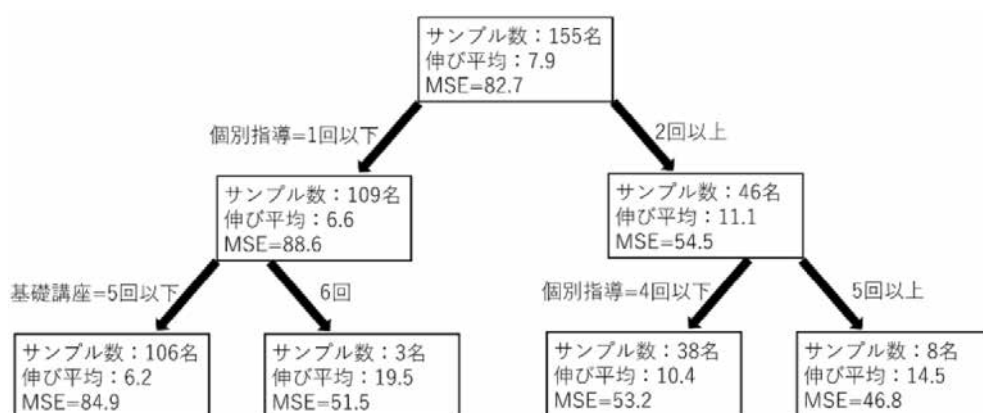 サンプル数：155名
伸び平均：7.9
MSE=82.7
個別指導=1回以下
2回以上
サンプル数：109名
伸び平均：6.6
MSE=88.6
サンプル数：46名
伸び平均：11.1
MSE=54.5
基礎講座=5回以下
6回
個別指導=4回以下
5回以上
サンプル数：106名
伸び平均：6.2
MSE=84.9
サンプル数：3名
伸び平均：19.5
MSE=51.5
サンプル数：38名
伸び平均：10.4
MSE=53.2
サンプル数：8名
伸び平均：14.5
MSE=46.8